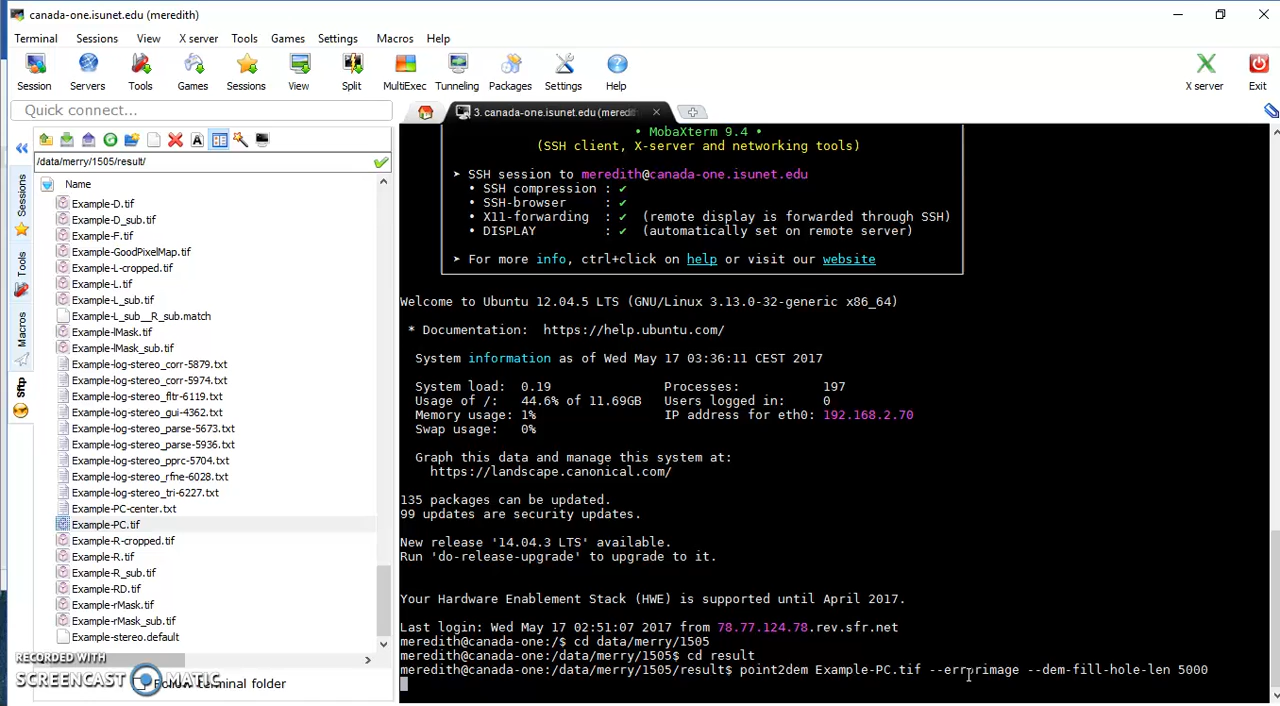 canada-one.isunet.edu (meredith)
Terminal Sessions View X server Tools Games Settings Macros Help
Session Servers Tools Games Sessions View Split MultiExec Tunneling Packages Settings Help X server Exit
Quick connect...
3. canada-one.isunet.edu (mered
/data/merry/1505/result/
Sessions
Tools
Macros
Sftp
Name
Example-D.tif
Example-D_sub.tif
Example-F.tif
Example-GoodPixelMap.tif
Example-L-cropped.tif
Example-L.tif
Example-L_sub.tif
Example-L_sub__R_sub.match
Example-lMask.tif
Example-lMask_sub.tif
Example-log-stereo_corr-5879.txt
Example-log-stereo_corr-5974.txt
Example-log-stereo_fltr-6119.txt
Example-log-stereo_gui-4362.txt
Example-log-stereo_parse-5673.txt
Example-log-stereo_parse-5936.txt
Example-log-stereo_pprc-5704.txt
Example-log-stereo_rfne-6028.txt
Example-log-stereo_tri-6227.txt
Example-PC-center.txt
Example-PC.tif
Example-R-cropped.tif
Example-R.tif
Example-R_sub.tif
Example-RD.tif
Example-rMask.tif
Example-rMask_sub.tif
Example-stereo.default
RECORDED WITH
SCREENCAST MATIC
terminal folder
• MobaXterm 9.4 •
(SSH client, X-server and networking tools)
➤ SSH session to meredith@canada-one.isunet.edu
• SSH compression : ✔
• SSH-browser : ✔
• X11-forwarding : ✔ (remote display is forwarded through SSH)
• DISPLAY : ✔ (automatically set on remote server)
➤ For more info, ctrl+click on help or visit our website
Welcome to Ubuntu 12.04.5 LTS (GNU/Linux 3.13.0-32-generic x86_64)
* Documentation: https://help.ubuntu.com/
System information as of Wed May 17 03:36:11 CEST 2017
System load: 0.19 Processes: 197
Usage of /: 44.6% of 11.69GB Users logged in: 0
Memory usage: 1% IP address for eth0: 192.168.2.70
Swap usage: 0%
Graph this data and manage this system at:
https://landscape.canonical.com/
135 packages can be updated.
99 updates are security updates.
New release '14.04.3 LTS' available.
Run 'do-release-upgrade' to upgrade to it.
Your Hardware Enablement Stack (HWE) is supported until April 2017.
Last login: Wed May 17 02:51:07 2017 from 78.77.124.78.rev.sfr.net
meredith@canada-one:/$ cd data/merry/1505
meredith@canada-one:/data/merry/1505$ cd result
meredith@canada-one:/data/merry/1505/result$ point2dem Example-PC.tif --errorimage --dem-fill-hole-len 5000